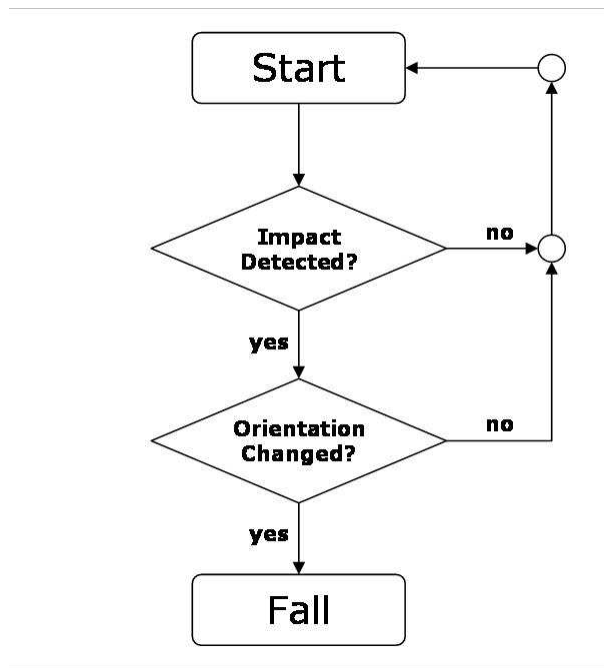 Start
Impact
Detected?
no
yes
Orientation
Changed?
no
yes
Fall